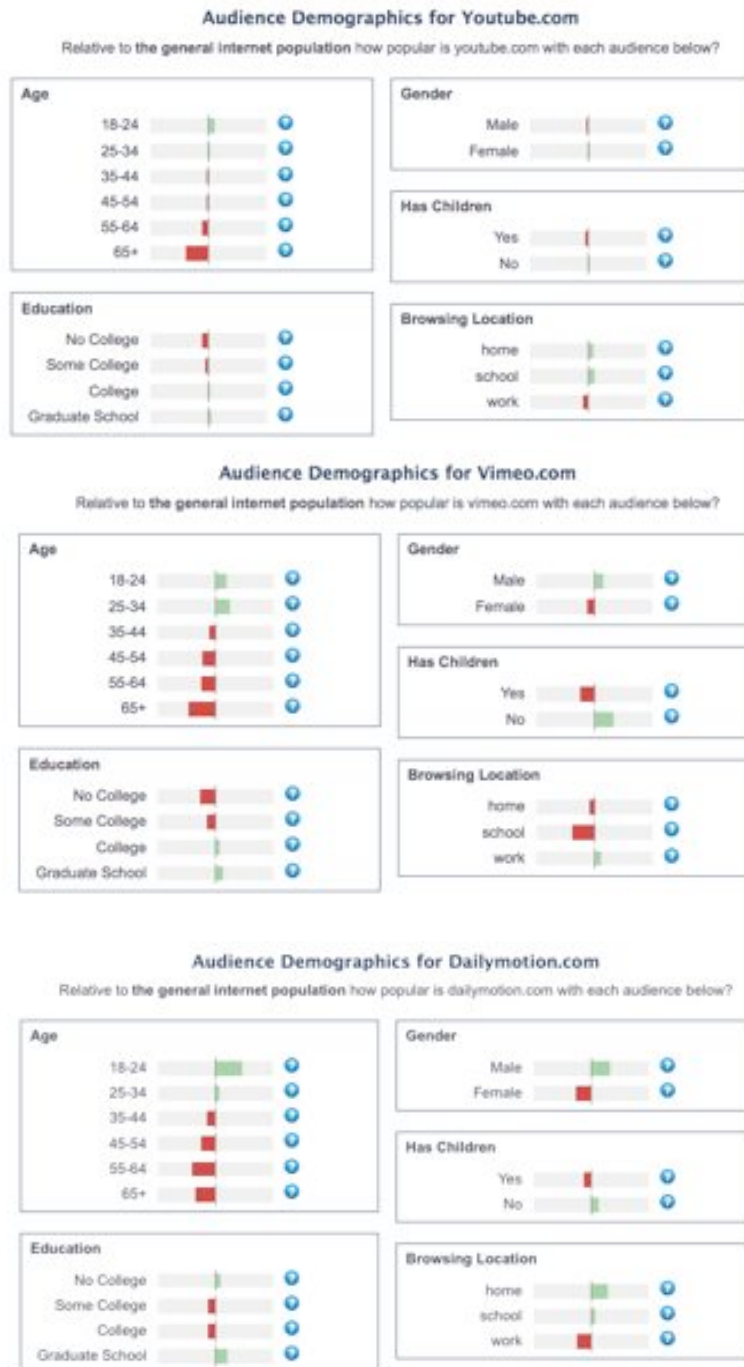 Audience Demographics for Youtube.com
Relative to the general internet population how popular is youtube.com with each audience below?
Age
18-24
25-34
35-44
45-54
55-64
65+
Gender
Male
Female
Has Children
Yes
No
Education
No College
Some College
College
Graduate School
Browsing Location
home
school
work
Audience Demographics for Vimeo.com
Relative to the general internet population how popular is vimeo.com with each audience below?
Age
18-24
25-34
35-44
45-54
55-64
65+
Gender
Male
Female
Has Children
Yes
No
Education
No College
Some College
College
Graduate School
Browsing Location
home
school
work
Audience Demographics for Dailymotion.com
Relative to the general internet population how popular is dailymotion.com with each audience below?
Age
18-24
25-34
35-44
45-54
55-64
65+
Gender
Male
Female
Has Children
Yes
No
Education
No College
Some College
College
Graduate School
Browsing Location
home
school
work